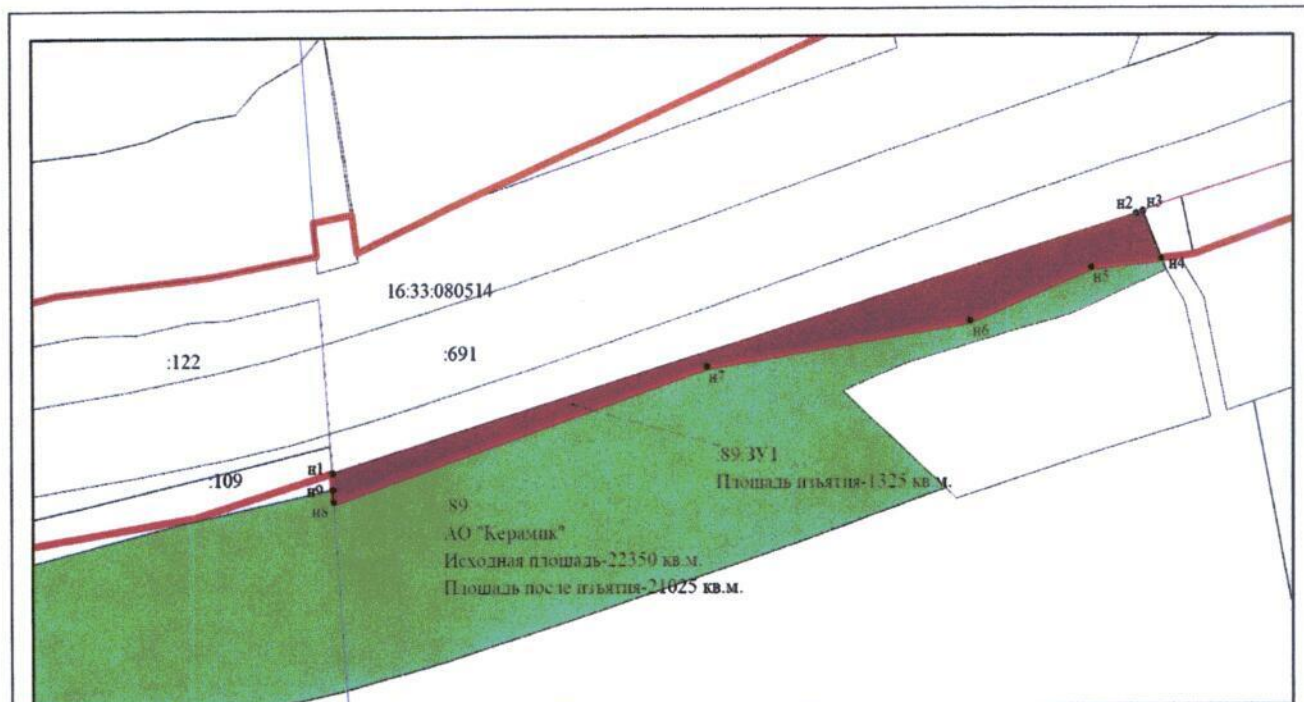 н2 н3
н4
н5
16:33:080514
н6
:691
:122
н7
89:ЗУ1
н1
Площадь изъятия-1325 кв.м.
:109
н9
н8
89
АО "Керамик"
Исходная площадь-22350 кв.м.
Площадь после изъятия-21025 кв.м.